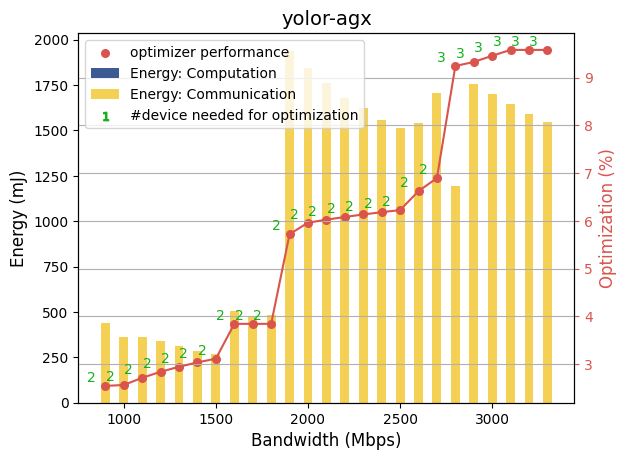 yolor-agx
optimizer performance
Energy: Computation
Energy: Communication
1 #device needed for optimization
2 2 2 2 2 2 2 2 2 2 2 2 2 2 2 2 2 2 2 3 3 3 3 3 3
Energy (mJ)
2000
1750
1500
1250
1000
750
500
250
0
Optimization (%)
9
8
7
6
5
4
3
1000 1500 2000 2500 3000
Bandwidth (Mbps)